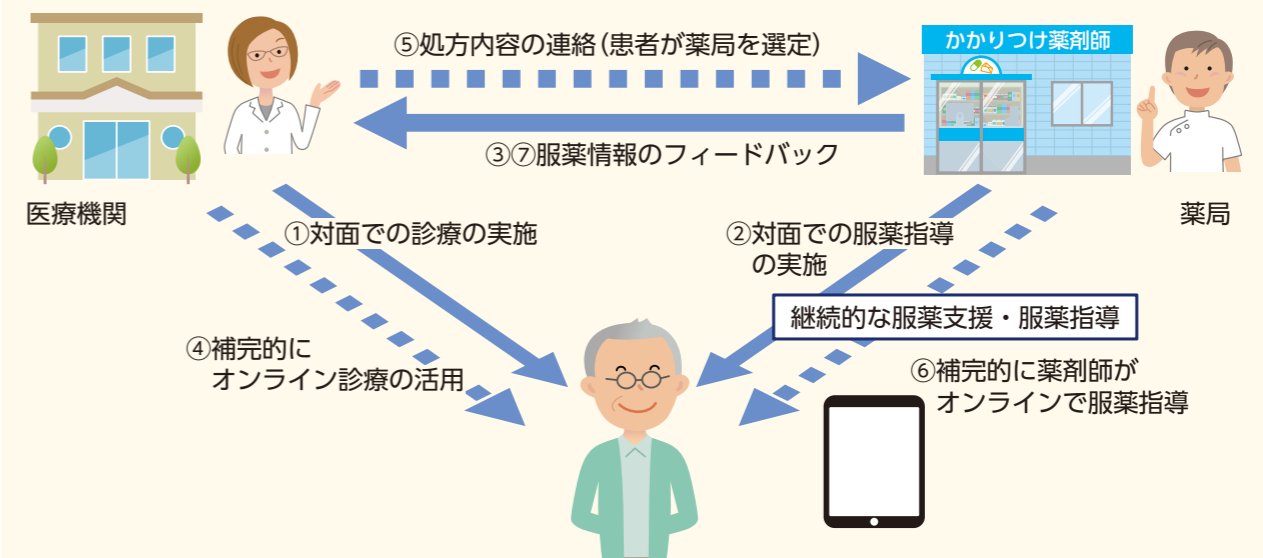 ⑤処方内容の連絡（患者が薬局を選定）
かかりつけ薬剤師
③⑦服薬情報のフィードバック
医療機関
薬局
①対面での診療の実施
②対面での服薬指導
の実施
継続的な服薬支援・服薬指導
④補完的に
オンライン診療の活用
⑥補完的に薬剤師が
オンラインで服薬指導